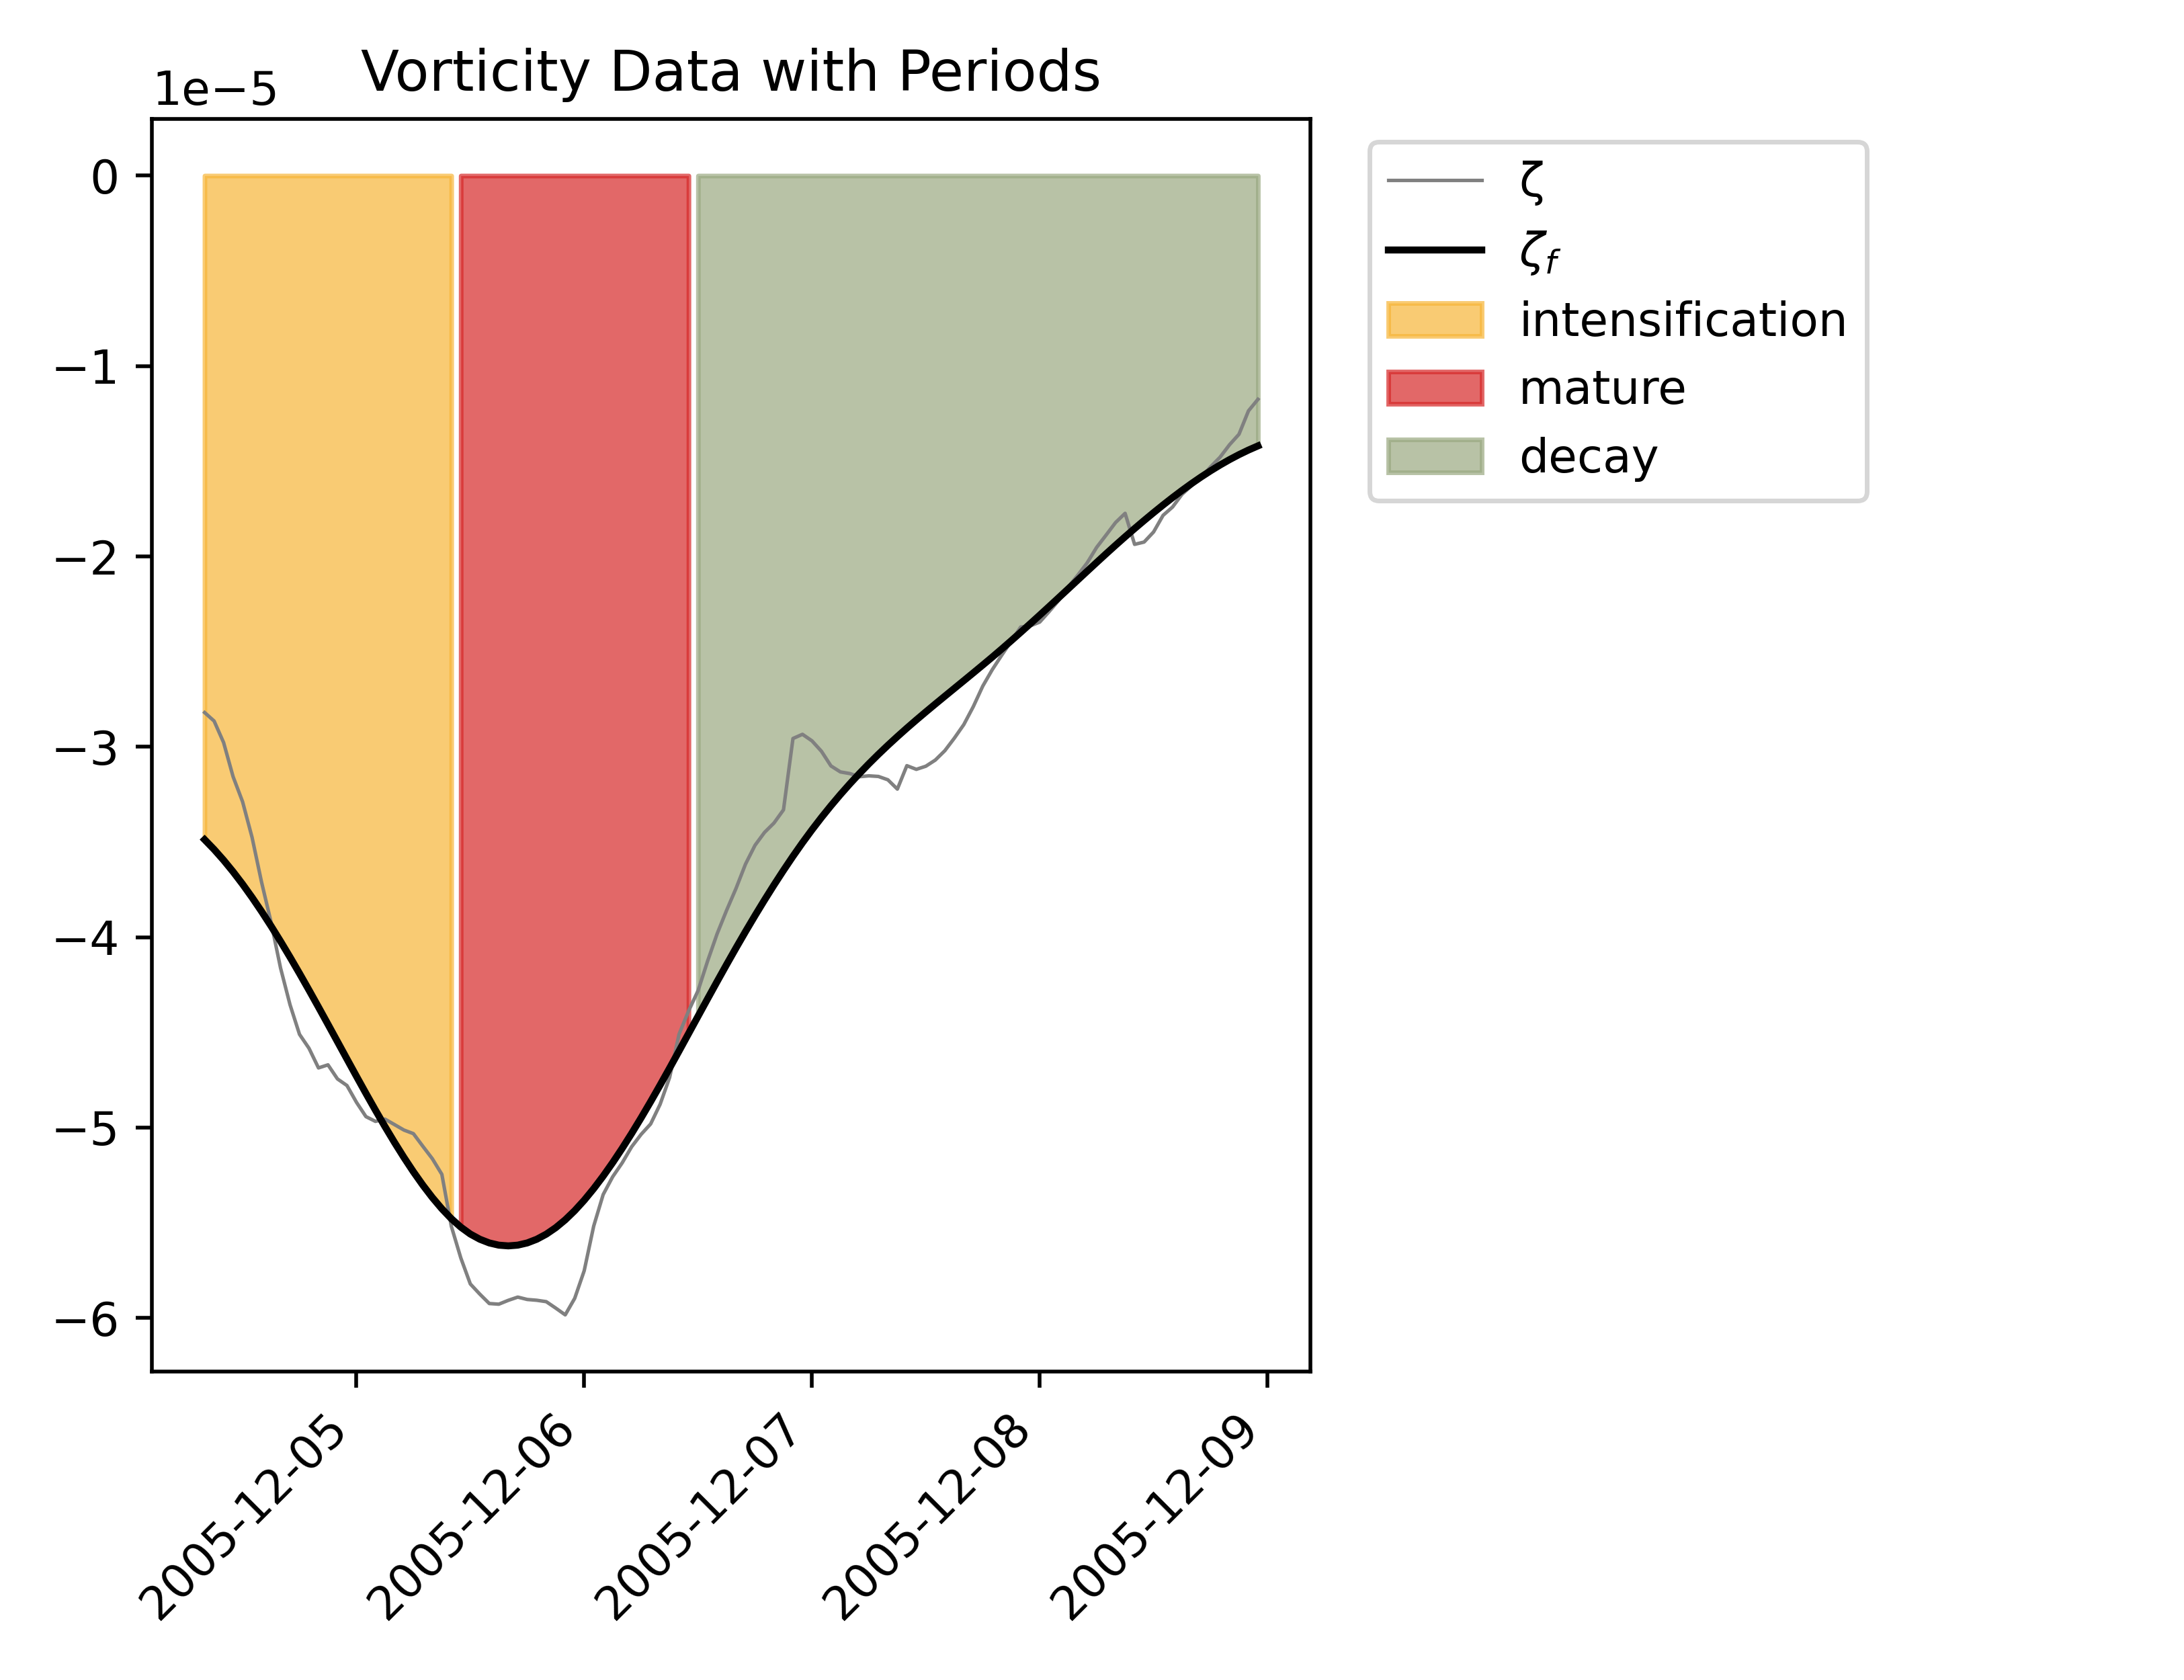 Vorticity Data with Periods
1e−5
0
−1
−2
−3
−4
−5
−6
2005-12-05
2005-12-06
2005-12-07
2005-12-08
2005-12-09
ζ
ζf
intensification
mature
decay